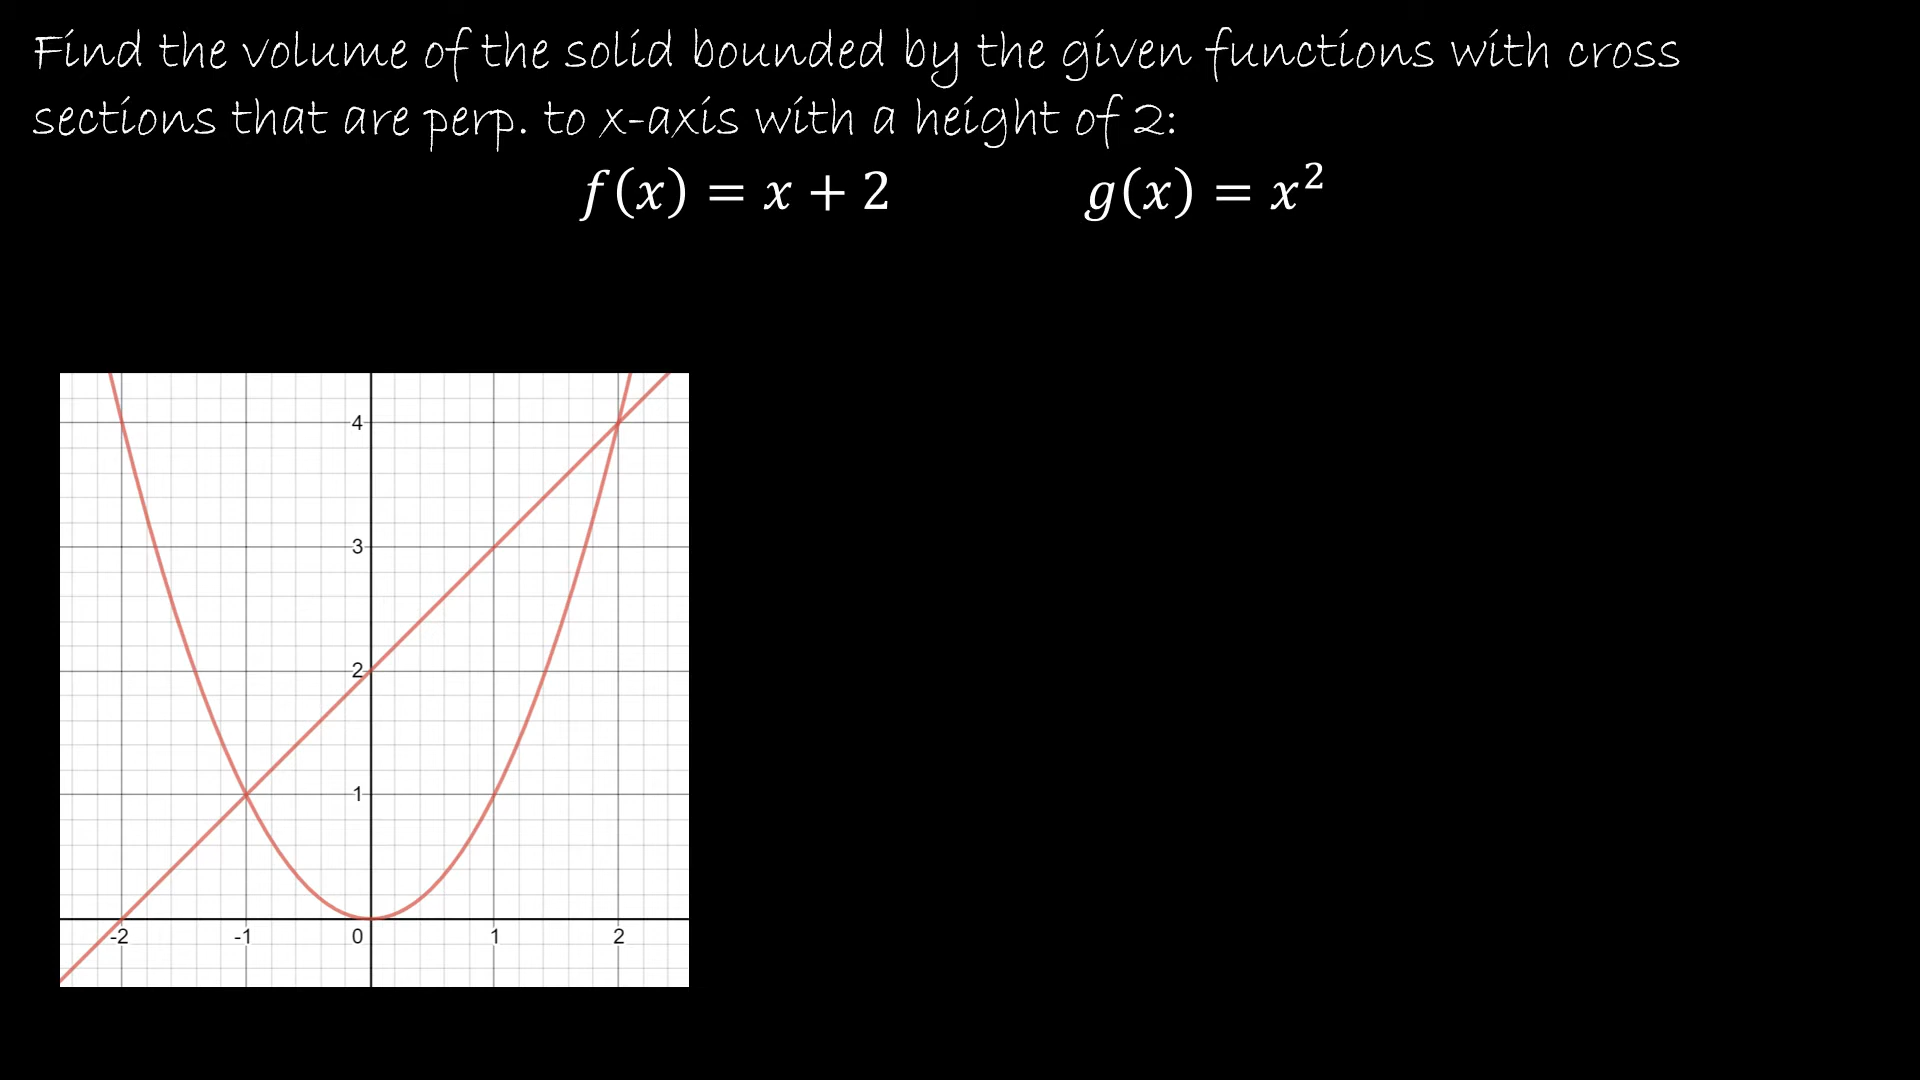 Find the volume of the solid bounded by the given functions with cross
sections that are perp. to x-axis with a height of 2:
f(x) = x + 2 g(x) = x²
4
3
2
1
-2 -1 0 1 2